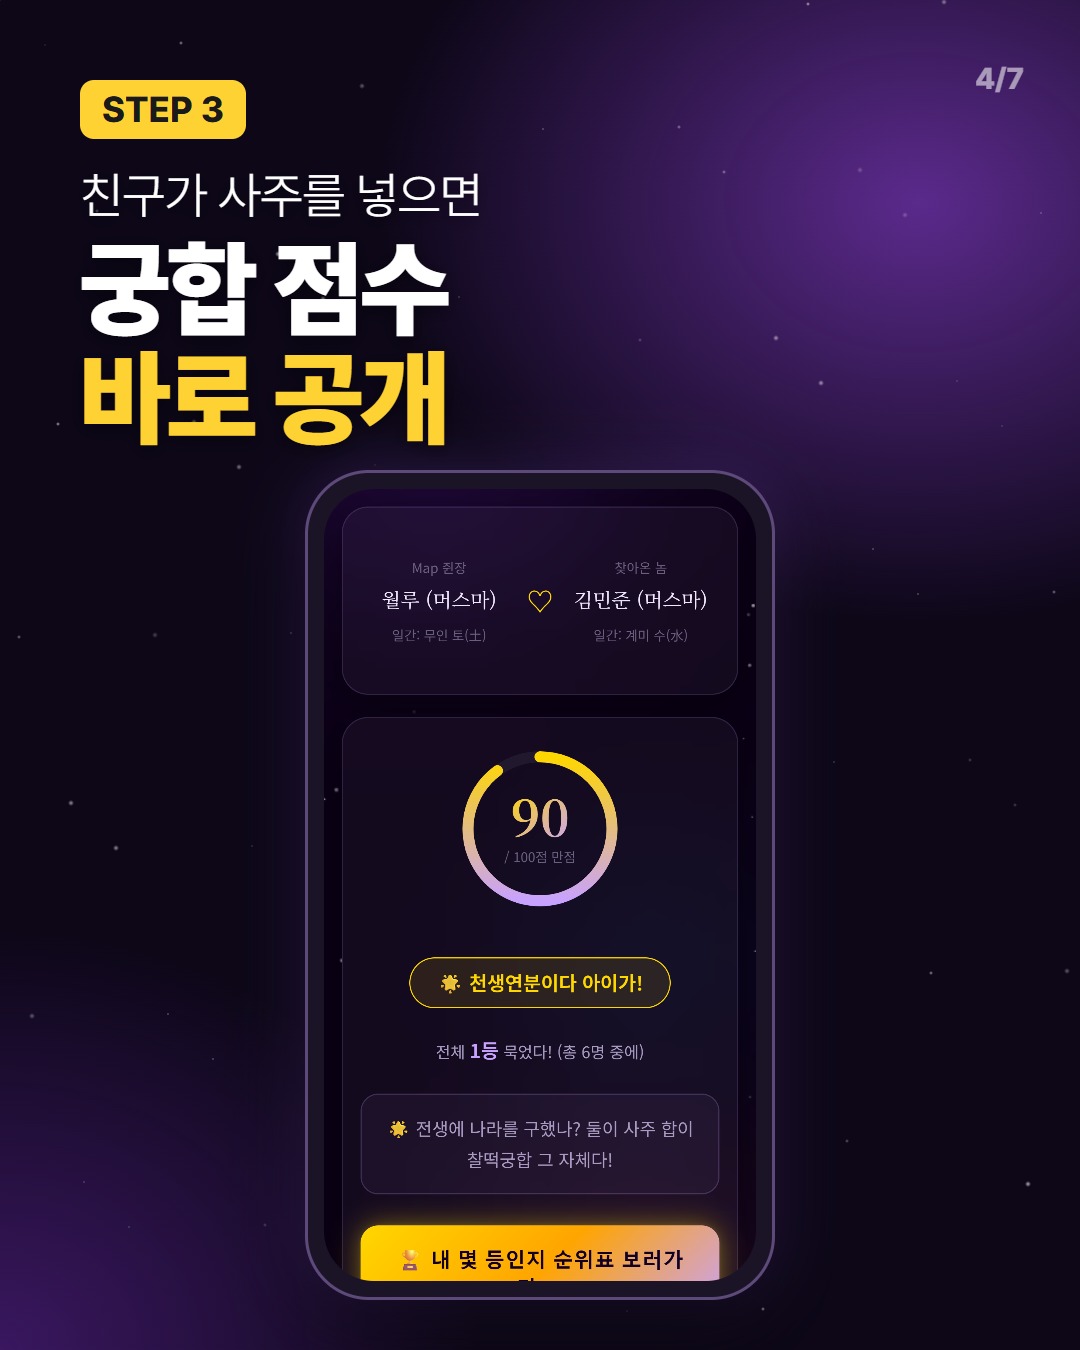 4/7
STEP 3
친구가 사주를 넣으면
궁합 점수
바로 공개
Map 쥔장
찾아온 놈
월루 (머스마)
♡
김민준 (머스마)
일간: 무인 토(土)
일간: 계미 수(水)
90
/ 100점 만점
🌟 천생연분이다 아이가!
전체 1등 묵었다! (총 6명 중에)
🌟 전생에 나라를 구했나? 둘이 사주 합이
찰떡궁합 그 자체다!
🏆 내 몇 등인지 순위표 보러가